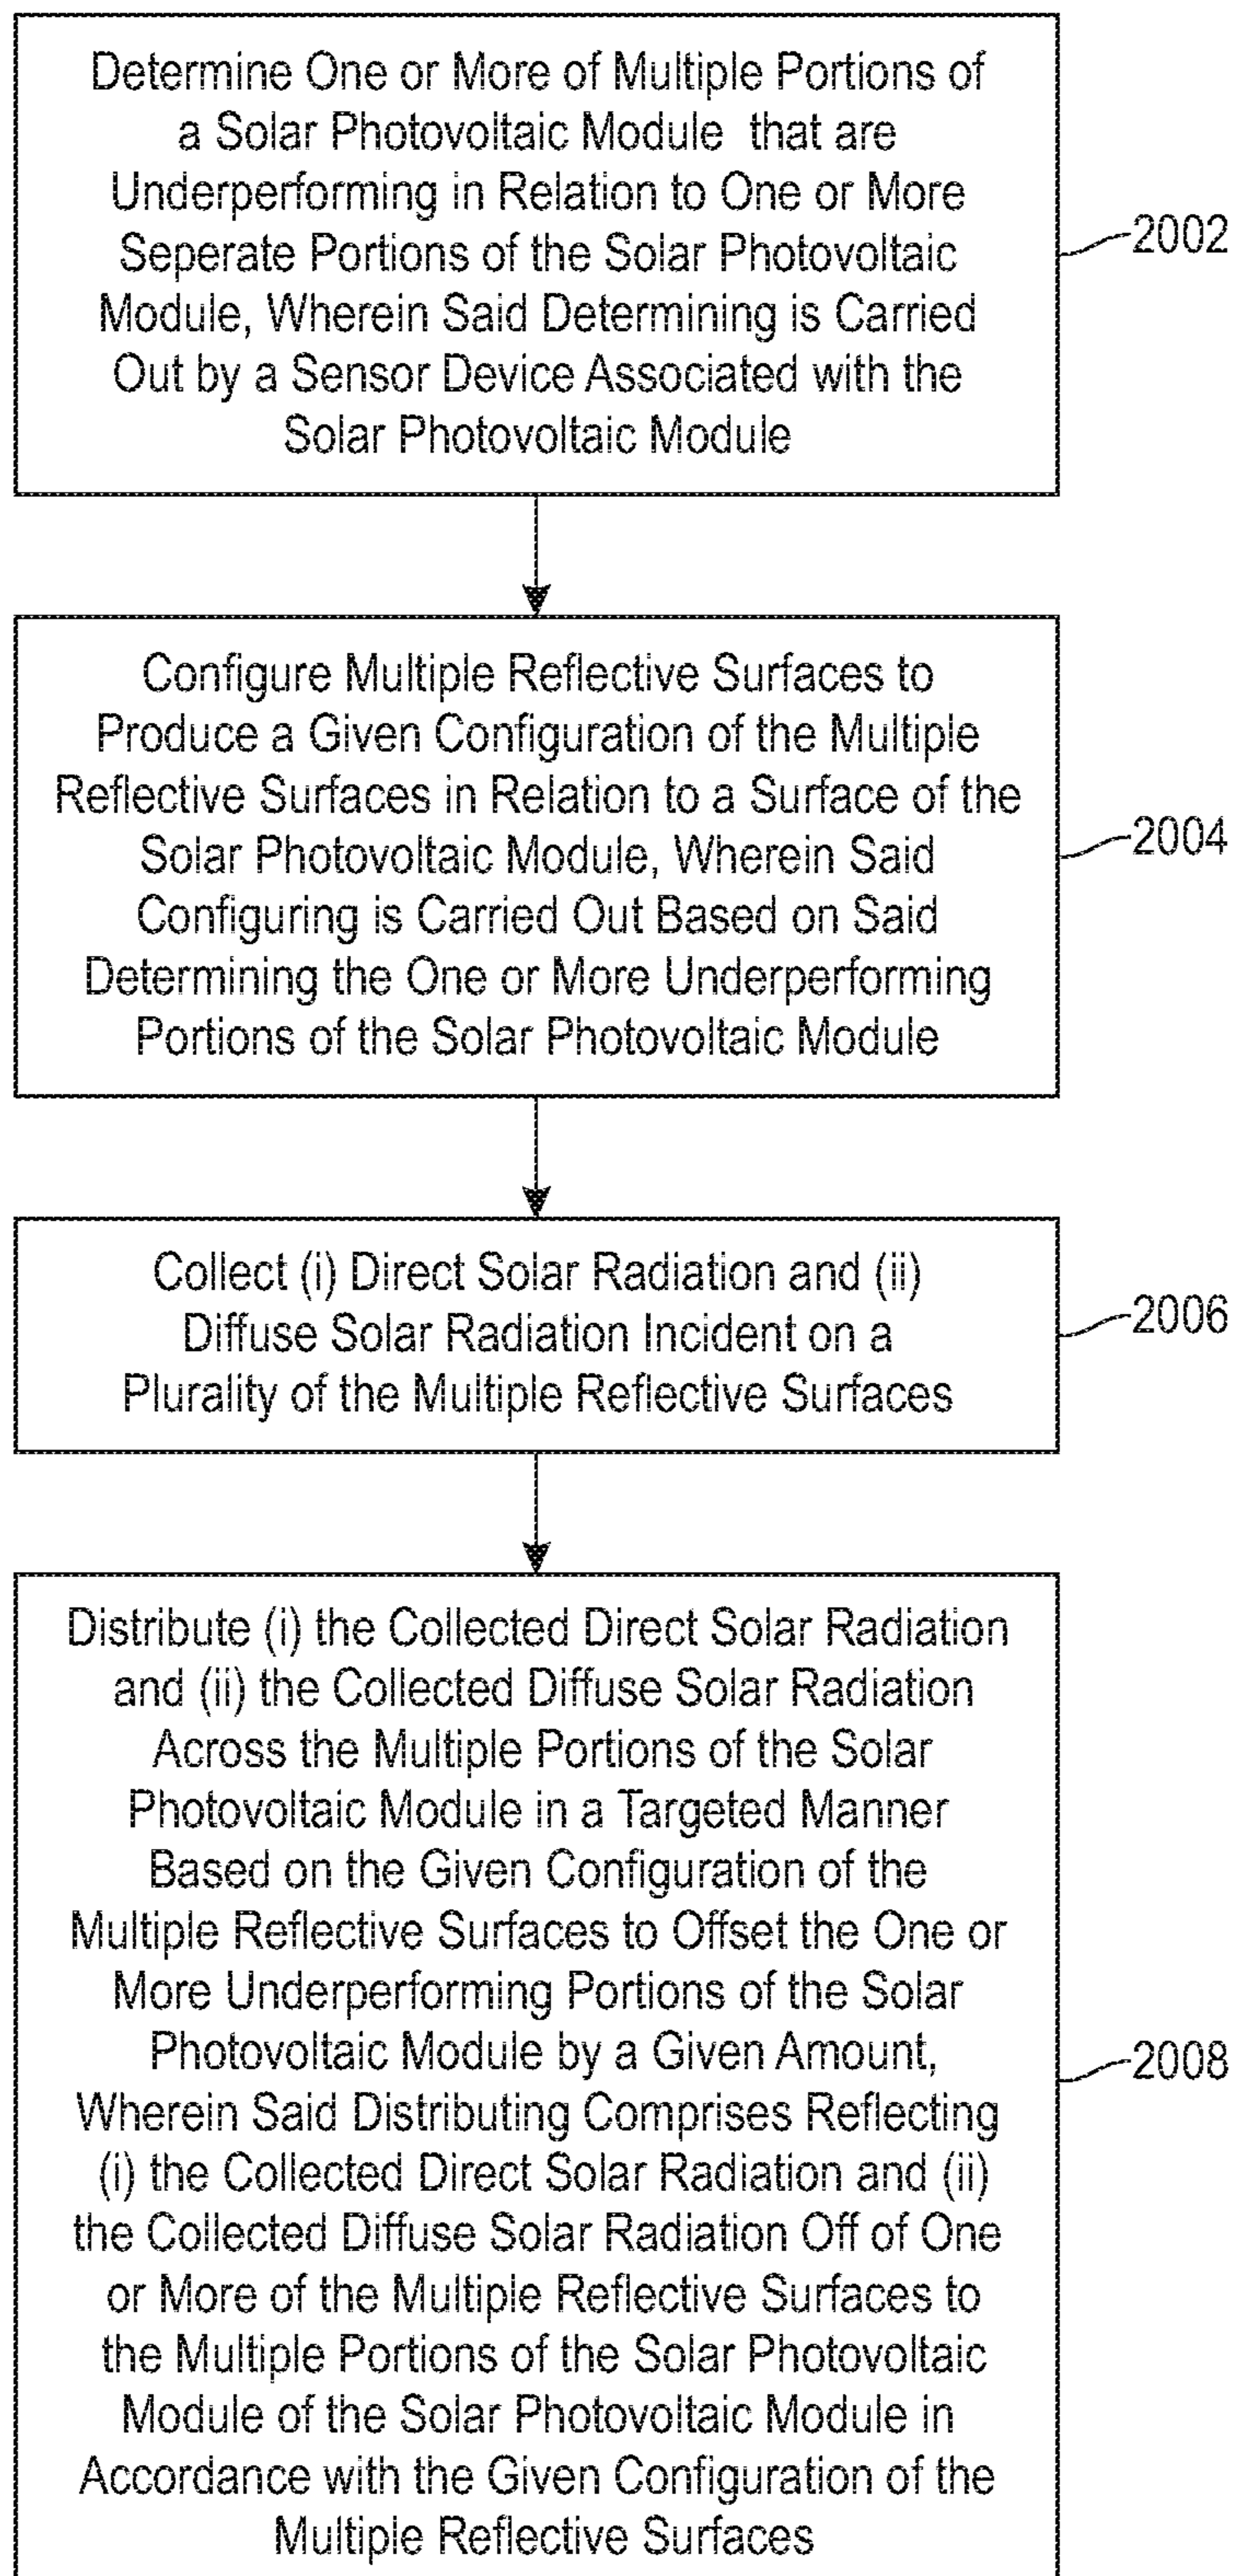 Determine One or More of Multiple Portions of
a Solar Photovoltaic Module that are
Underperforming in Relation to One or More
Seperate Portions of the Solar Photovoltaic
Module, Wherein Said Determining is Carried
Out by a Sensor Device Associated with the
Solar Photovoltaic Module
2002
Configure Multiple Reflective Surfaces to
Produce a Given Configuration of the Multiple
Reflective Surfaces in Relation to a Surface of the
Solar Photovoltaic Module, Wherein Said
Configuring is Carried Out Based on Said
Determining the One or More Underperforming
Portions of the Solar Photovoltaic Module
2004
Collect (i) Direct Solar Radiation and (ii)
Diffuse Solar Radiation Incident on a
Plurality of the Multiple Reflective Surfaces
2006
Distribute (i) the Collected Direct Solar Radiation
and (ii) the Collected Diffuse Solar Radiation
Across the Multiple Portions of the Solar
Photovoltaic Module in a Targeted Manner
Based on the Given Configuration of the
Multiple Reflective Surfaces to Offset the One or
More Underperforming Portions of the Solar
Photovoltaic Module by a Given Amount,
Wherein Said Distributing Comprises Reflecting
(i) the Collected Direct Solar Radiation and (ii)
the Collected Diffuse Solar Radiation Off of One
or More of the Multiple Reflective Surfaces to
the Multiple Portions of the Solar Photovoltaic
Module of the Solar Photovoltaic Module in
Accordance with the Given Configuration of the
Multiple Reflective Surfaces
2008